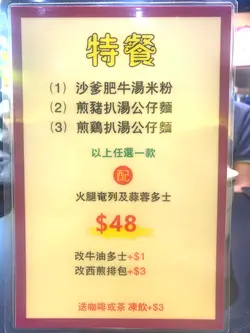 特餐
(1) 沙爹肥牛湯米粉
(2) 煎豬扒湯公仔麵
(3) 煎鷄扒湯公仔麵
以上任選一款
配
火腿奄列及蒜蓉多士
$48
改牛油多士+$1
改西煎排包+$3
送咖啡或茶 凍飲+$3